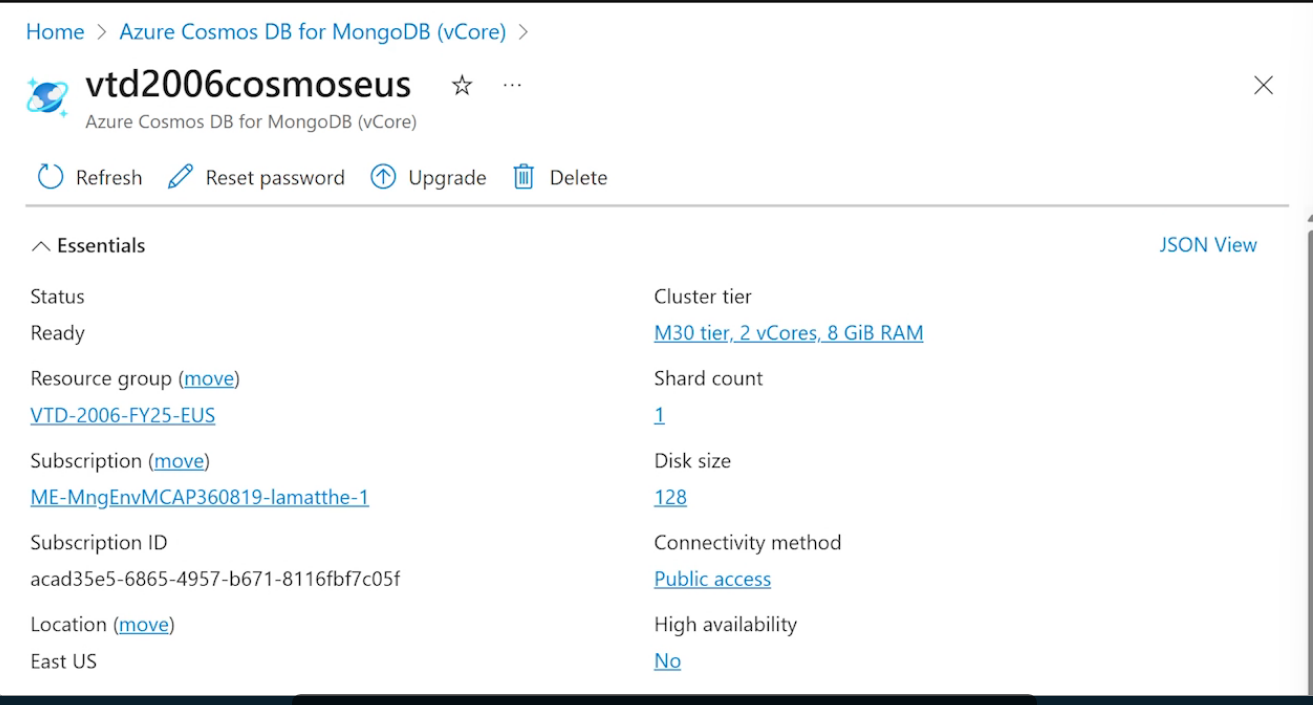 Home > Azure Cosmos DB for MongoDB (vCore) >
vtd2006cosmoseus
Azure Cosmos DB for MongoDB (vCore)
Refresh Reset password Upgrade Delete
Essentials
JSON View
Status
Ready
Resource group (move)
VTD-2006-FY25-EUS
Subscription (move)
ME-MngEnvMCAP360819-lamatthe-1
Subscription ID
acad35e5-6865-4957-b671-8116fbf7c05f
Location (move)
East US
Cluster tier
M30 tier, 2 vCores, 8 GiB RAM
Shard count
1
Disk size
128
Connectivity method
Public access
High availability
No